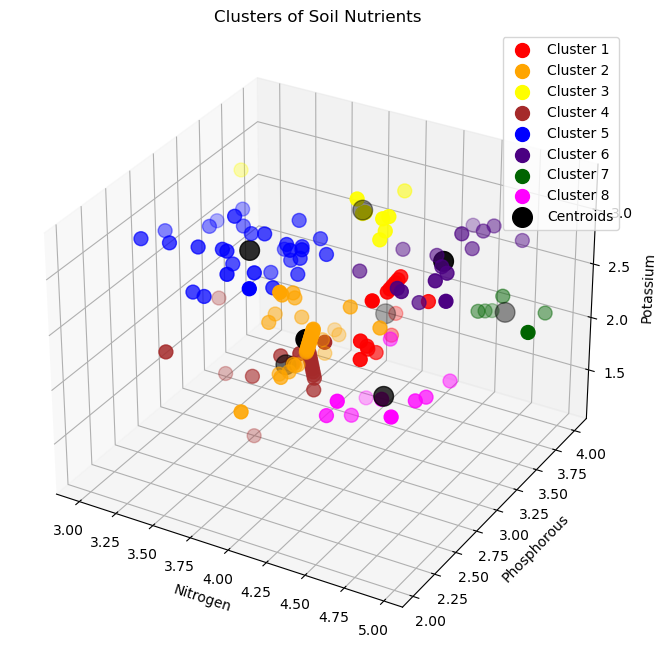 Clusters of Soil Nutrients
Cluster 1
Cluster 2
Cluster 3
Cluster 4
Cluster 5
Cluster 6
Cluster 7
Cluster 8
Centroids
3.0
2.5
2.0
1.5
Potassium
4.00
3.75
3.50
3.25
3.00
2.75
2.50
2.25
2.00
Phosphorous
3.00
3.25
3.50
3.75
4.00
4.25
4.50
4.75
5.00
Nitrogen